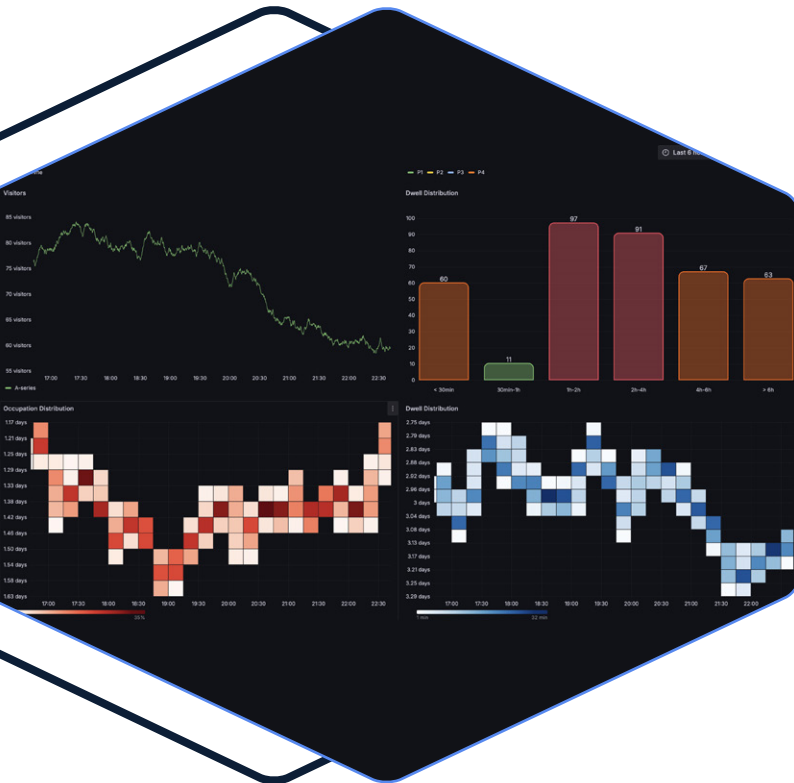 Last 6
P1 P2 P3 P4
Visitors
85 visitors
80 visitors
75 visitors
70 visitors
65 visitors
60 visitors
55 visitors
17:00 17:30 18:00 18:30 19:00 19:30 20:00 20:30 21:00 21:30 22:00 22:30
A-series
Dwell Distribution
100
90
80
70
60
50
40
30
20
10
0
60 11 97 91 67 63
< 30min 30min-1h 1h-2h 2h-4h 4h-6h > 6h
Occupation Distribution
1.17 days
1.21 days
1.25 days
1.29 days
1.33 days
1.38 days
1.42 days
1.46 days
1.50 days
1.54 days
1.58 days
1.63 days
17:00 17:30 18:00 18:30 19:00 19:30 20:00 20:30 21:00 21:30 22:00 22:30
Dwell Distribution
2.75 days
2.79 days
2.83 days
2.88 days
2.92 days
2.96 days
3 days
3.04 days
3.08 days
3.13 days
3.17 days
3.21 days
3.25 days
3.29 days
17:00 17:30 18:00 18:30 19:00 19:30 20:00 20:30 21:00 21:30 22:00
1 min 22 min